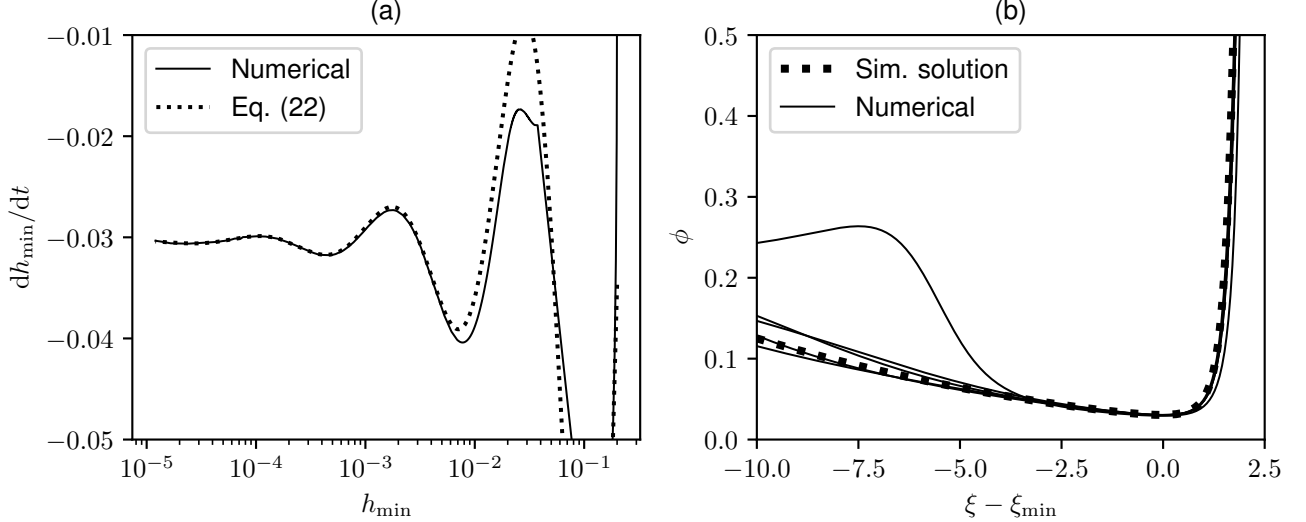 (a)
−0.01
−0.02
−0.03
−0.04
−0.05
dh_min/dt
Numerical
Eq. (22)
10⁻⁵ 10⁻⁴ 10⁻³ 10⁻² 10⁻¹
h_min
(b)
0.5
0.4
0.3
0.2
0.1
0.0
ϕ
Sim. solution
Numerical
−10.0 −7.5 −5.0 −2.5 0.0 2.5
ξ − ξ_min